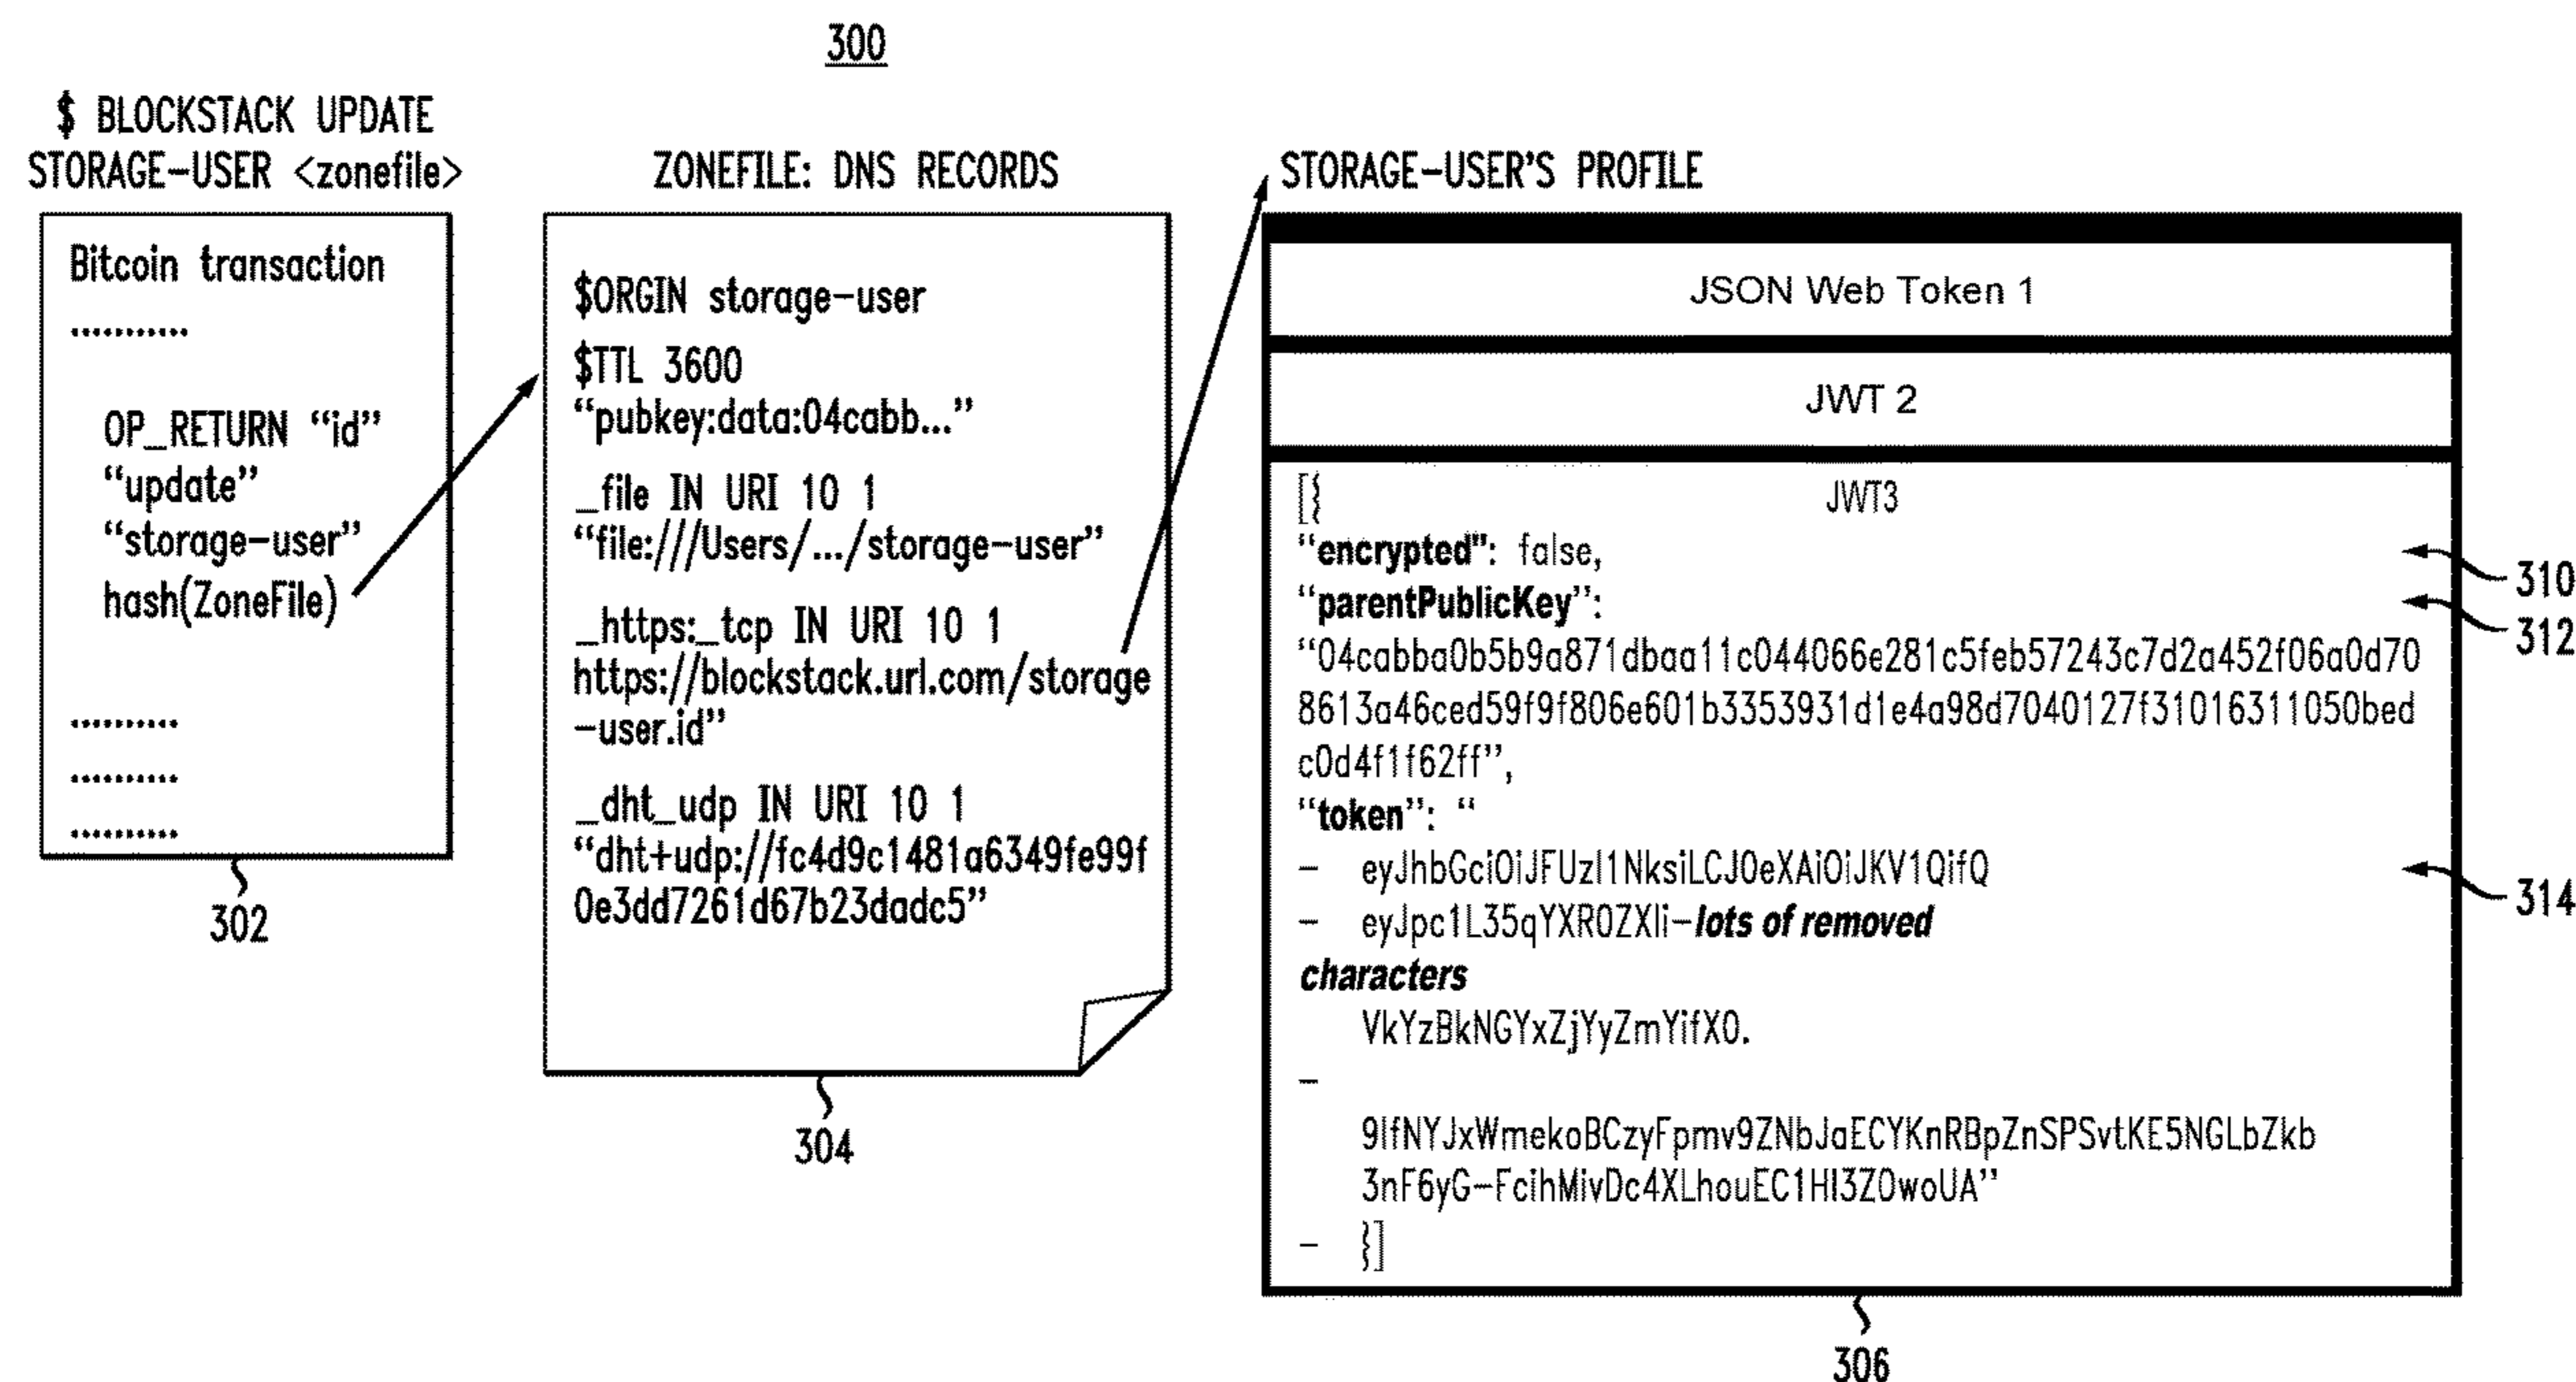 300
$ BLOCKSTACK UPDATE
STORAGE-USER <zonefile>
Bitcoin transaction
...........
OP_RETURN “id”
“update”
“storage-user”
hash(ZoneFile)
..........
..........
..........
302
ZONEFILE: DNS RECORDS
$ORGIN storage-user
$TTL 3600
“pubkey:data:04cabb...”
_file IN URI 10 1
“file:///Users/.../storage-user”
_https:_tcp IN URI 10 1
https://blockstack.url.com/storage
-user.id”
_dht_udp IN URI 10 1
“dht+udp://fc4d9c1481a6349fe99f
0e3dd7261d67b23dadc5”
304
STORAGE-USER’S PROFILE
JSON Web Token 1
JWT 2
JWT3
[{
“encrypted”: false,
310
“parentPublicKey”:
312
“04cabba0b5b9a871dbaa11c044066e281c5feb57243c7d2a452f06a0d70
8613a46ced59f9f806e601b3353931d1e4a98d7040127f31016311050bed
c0d4f1f62ff”,
“token”: “
- eyJhbGciOiJFUzI1NksiLCJ0eXAiOiJKV1QifQ
314
- eyJpc1L35qYXR0ZXIi-lots of removed
characters
VkYzBkNGYxZjYyZmYifX0.
-
9IfNYJxWmekoBCzyFpmv9ZNbJaECYKnRBpZnSPSvtKE5NGLbZkb
3nF6yG-FcihMivDc4XLhouEC1HI3Z0woUA”
- }]
306